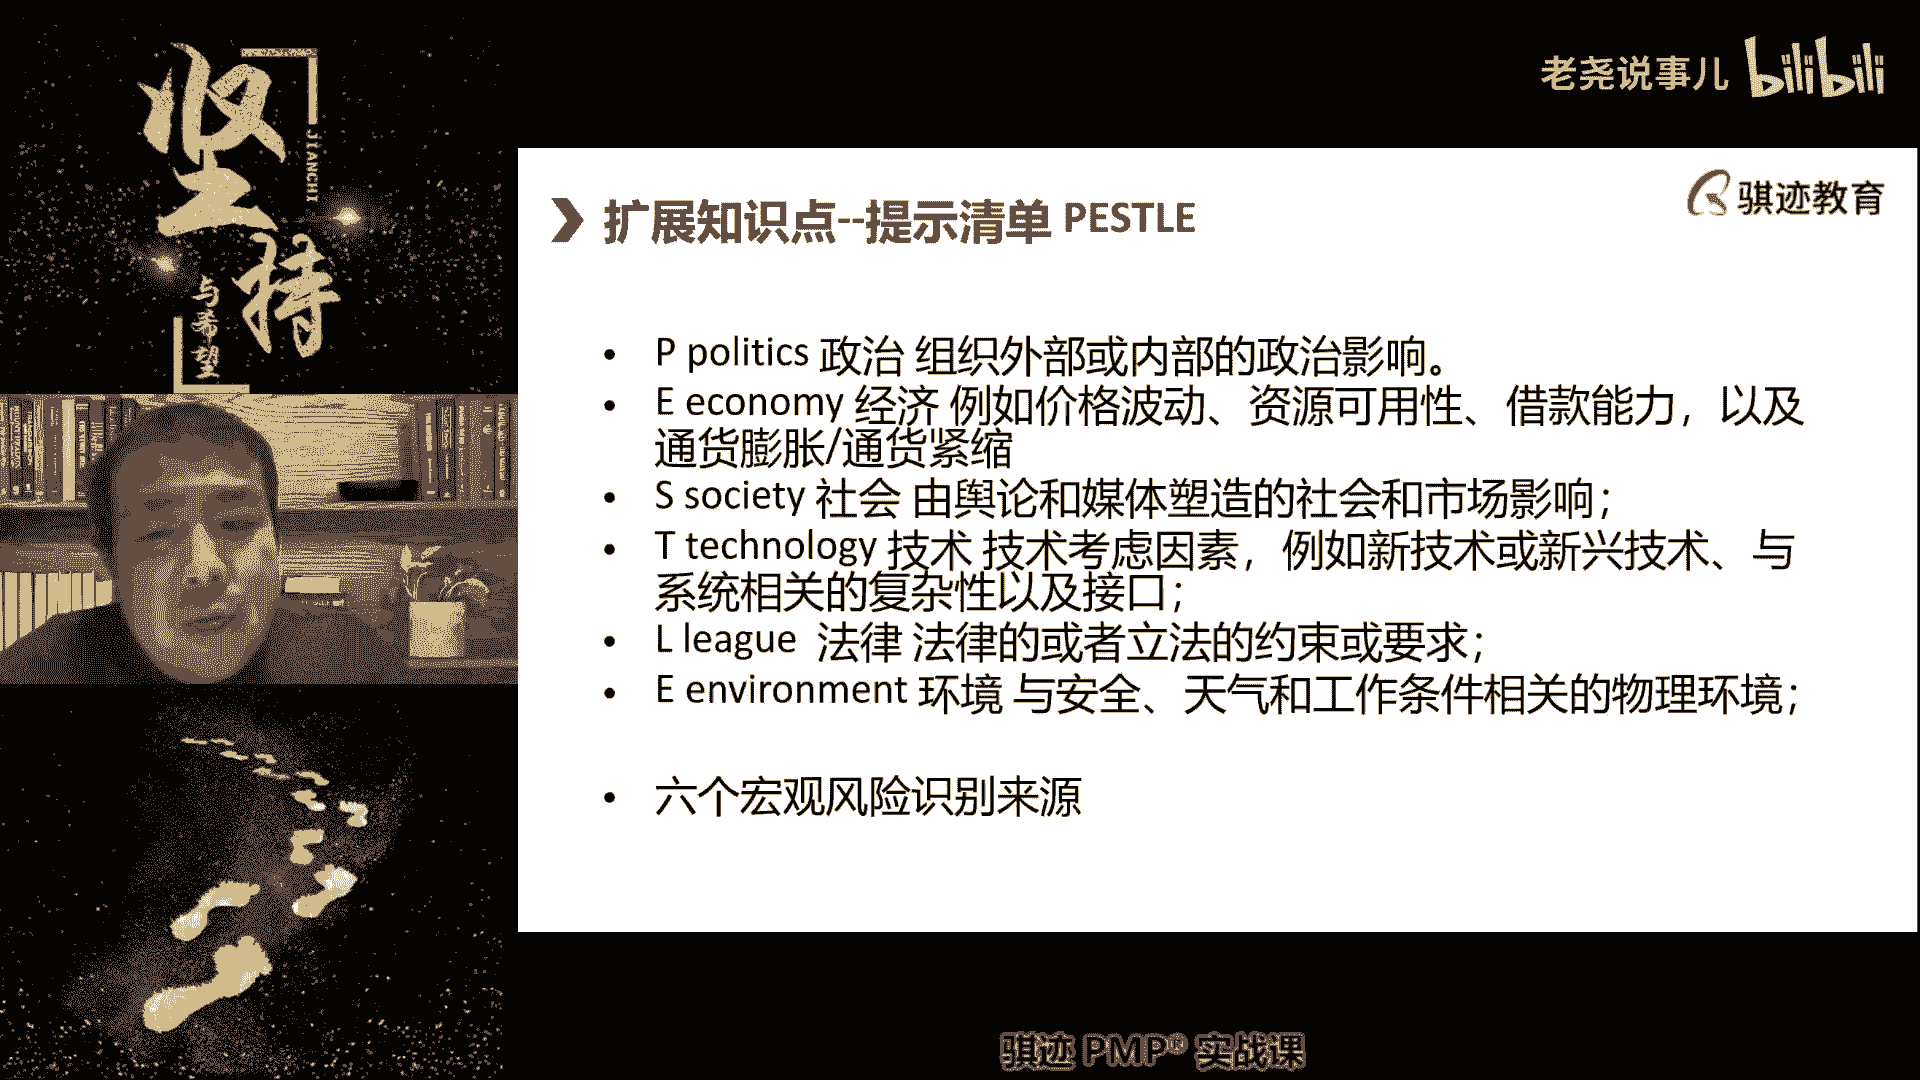 坚持
JIANCHI
与希望
老尧说事儿 bilibili
骐迹教育
扩展知识点--提示清单 PESTLE
• P politics 政治 组织外部或内部的政治影响。
• E economy 经济 例如价格波动、资源可用性、借款能力，以及
通货膨胀/通货紧缩
• S society 社会 由舆论和媒体塑造的社会和市场影响；
• T technology 技术 技术考虑因素，例如新技术或新兴技术、与
系统相关的复杂性以及接口；
• L league 法律 法律的或者立法的约束或要求；
• E environment 环境 与安全、天气和工作条件相关的物理环境；
• 六个宏观风险识别来源
骐迹 PMP® 实战课